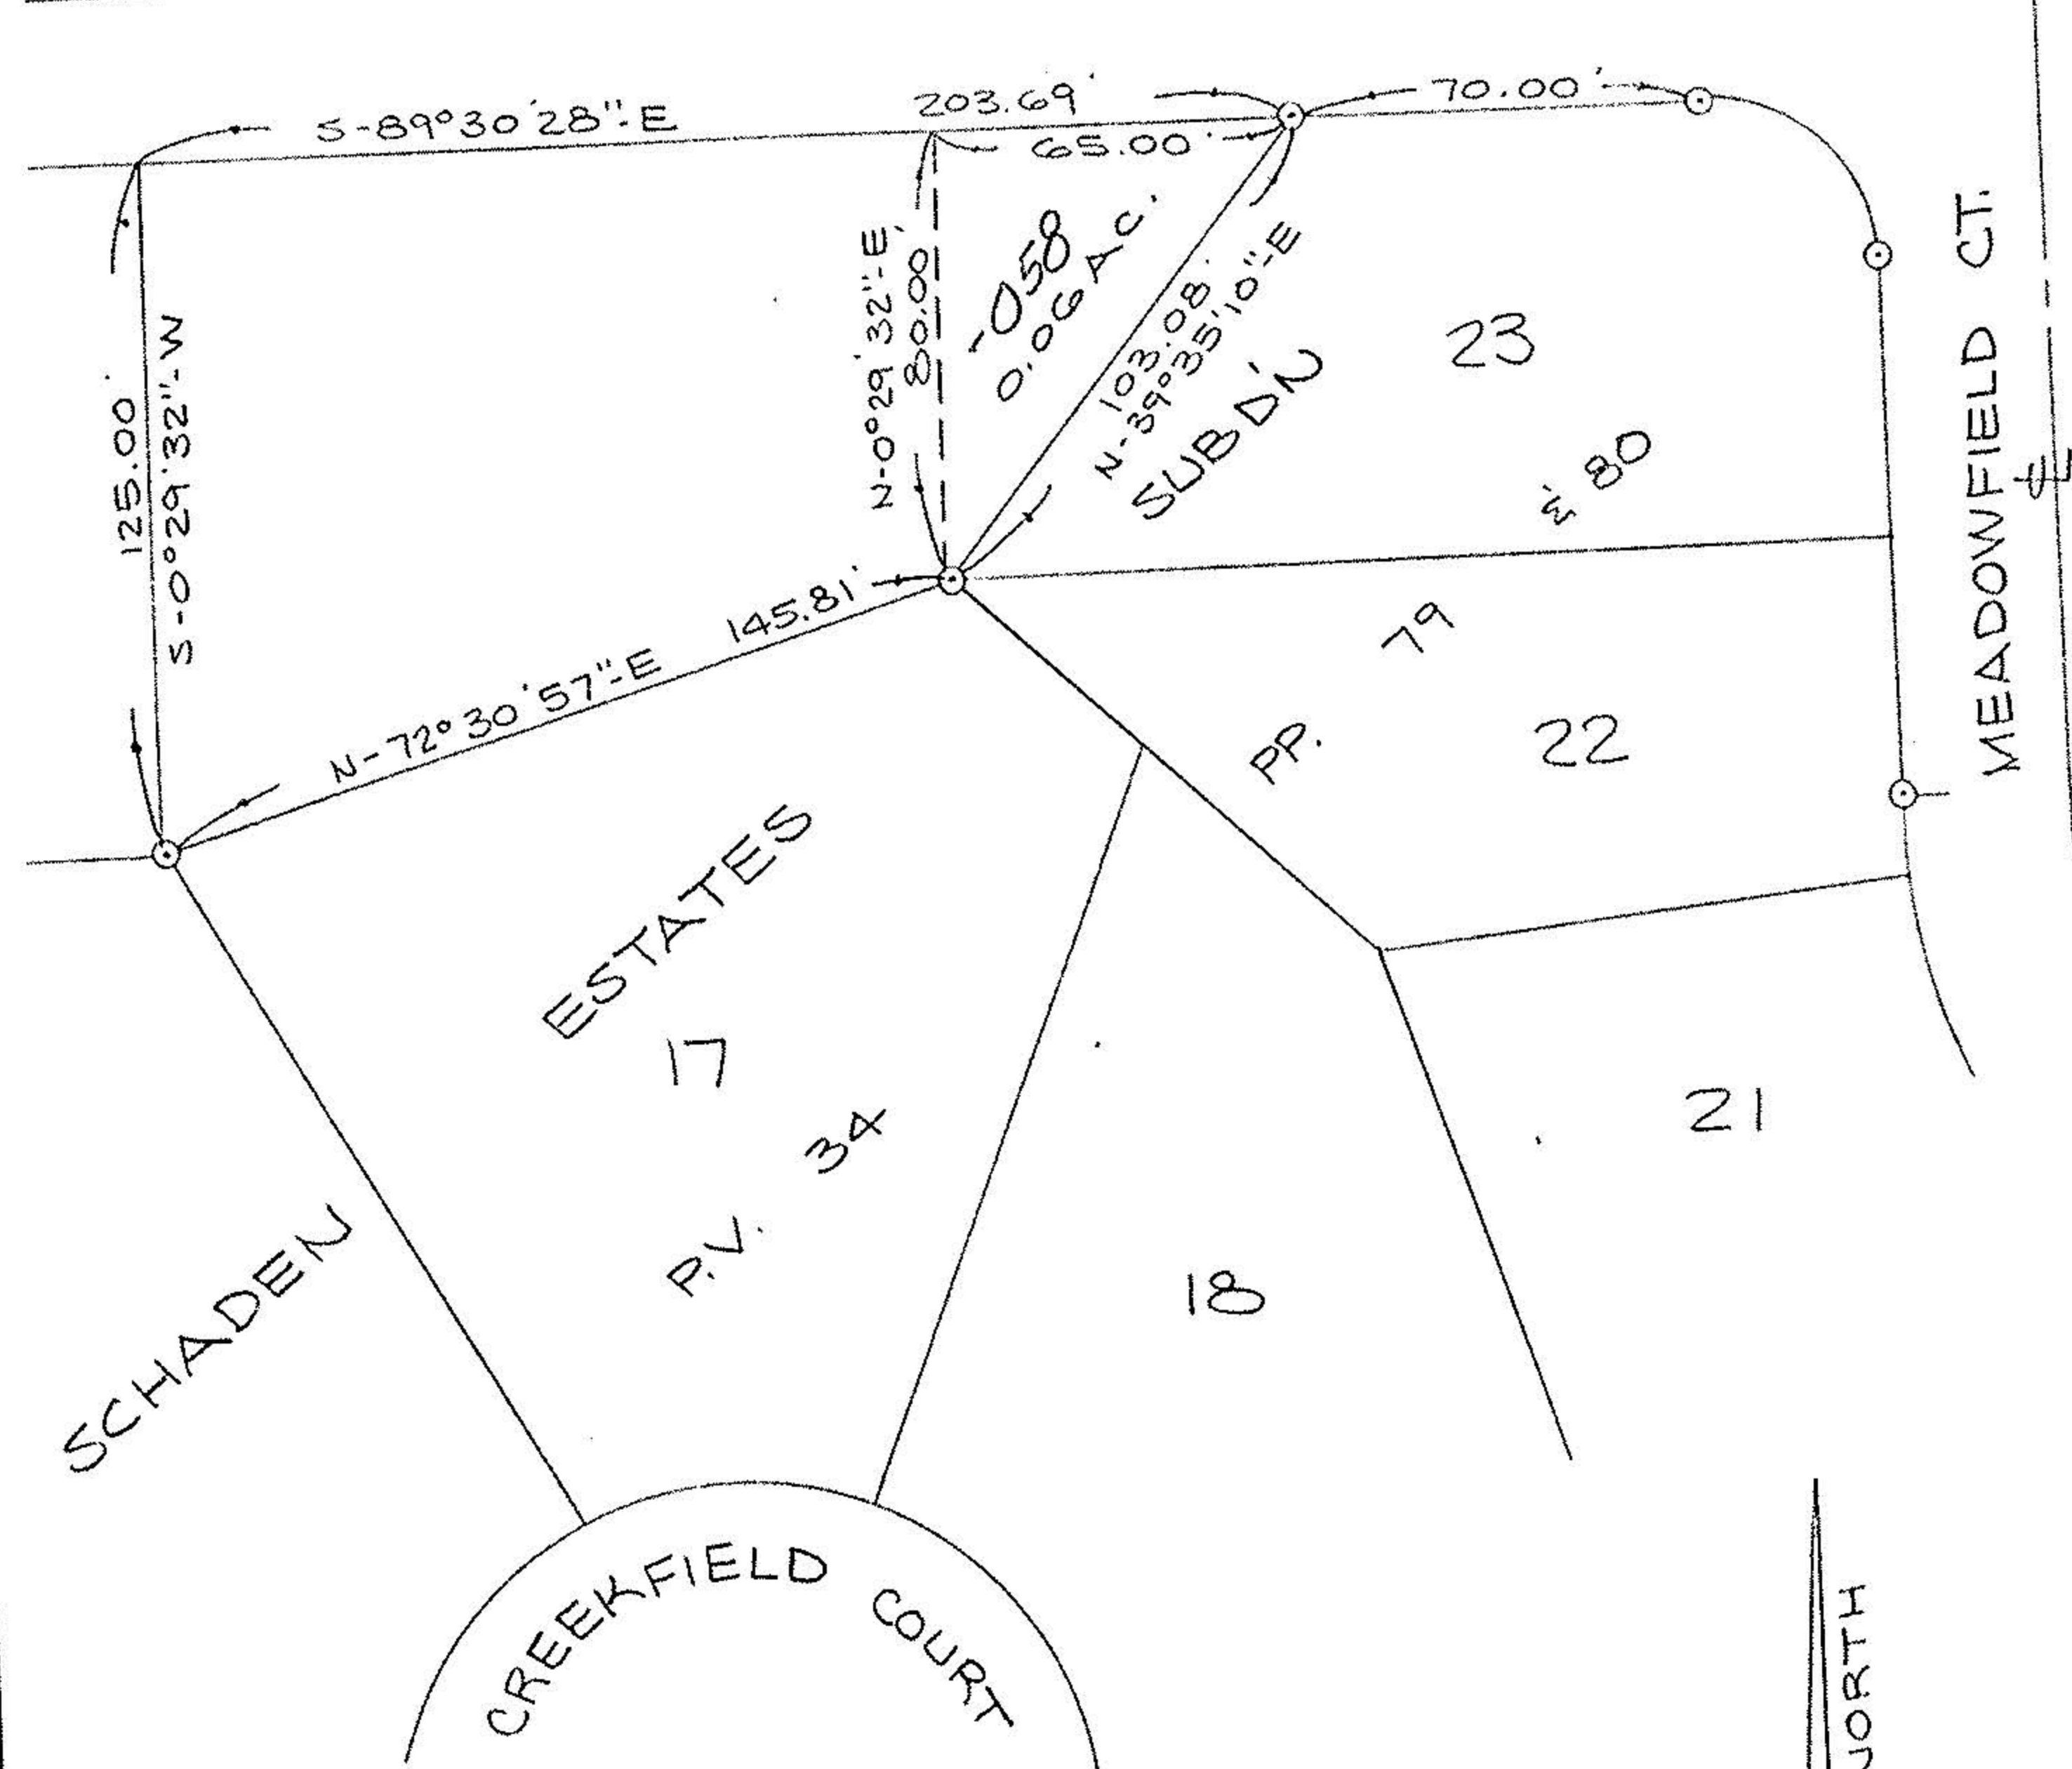 S-89°30'28"-E
203.69'
70.00'
65.00'
125.00'
S-0°29'32"-W
N-0°29'32"-E
80.00'
-058
0.06 AC.
103.08'
N-39°35'10"-E
SUB D'N
23
80
MEADOWFIELD CT.
N-72°30'57"-E
145.81'
79
PP.
22
ESTATES
17
34
P.V.
21
SCHADEN
18
CREEKFIELD COURT
NORTH